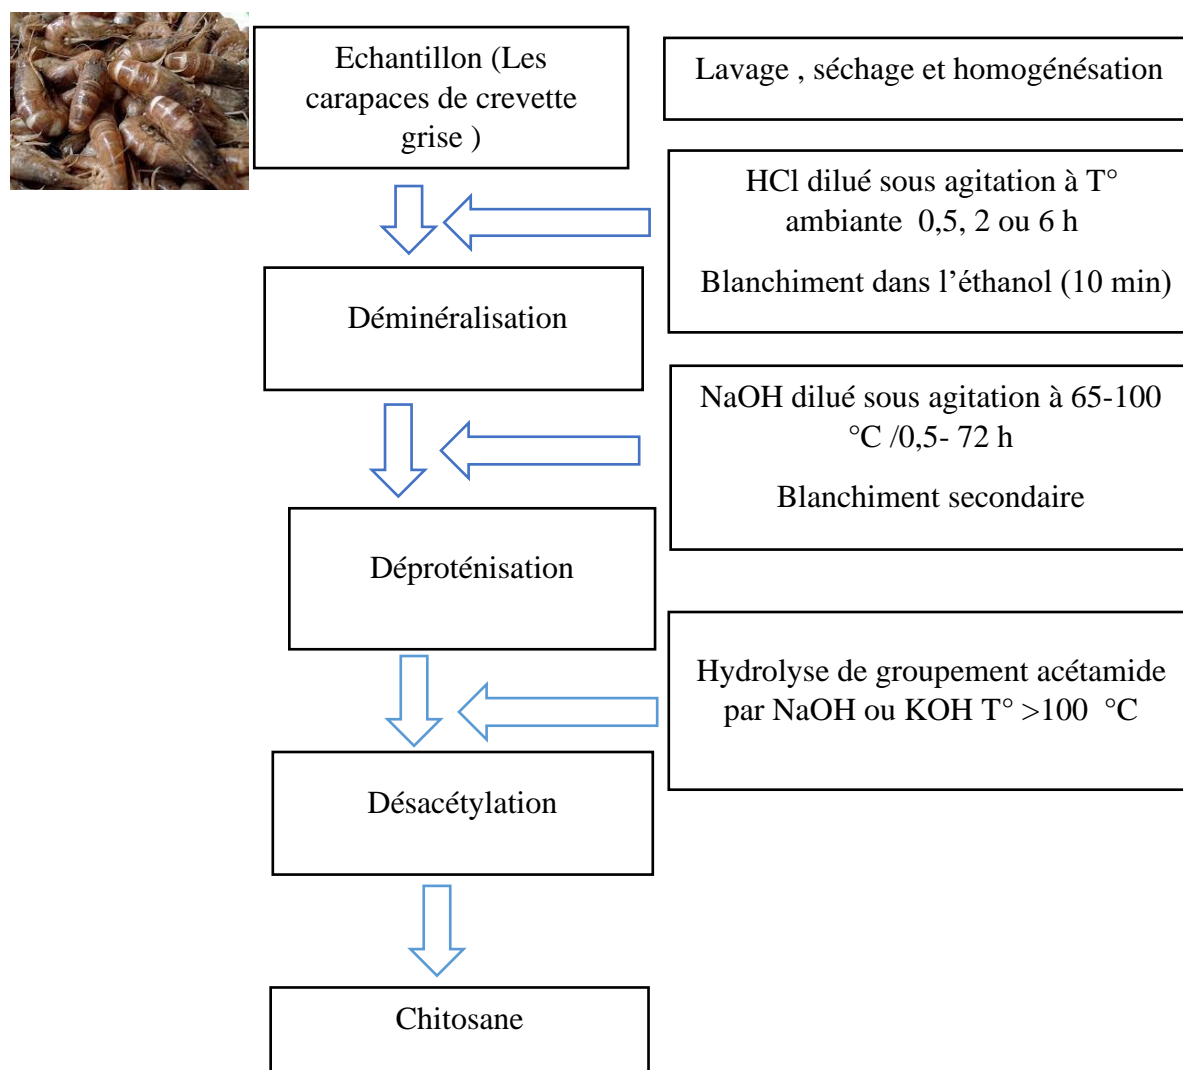 Echantillon (Les
carapaces de crevette
grise )
Lavage , séchage et homogénésation
HCl dilué sous agitation à T°
ambiante 0,5, 2 ou 6 h
Blanchiment dans l’éthanol (10 min)
Déminéralisation
NaOH dilué sous agitation à 65-100
°C /0,5- 72 h
Blanchiment secondaire
Déproténisation
Hydrolyse de groupement acétamide
par NaOH ou KOH T° >100 °C
Désacétylation
Chitosane